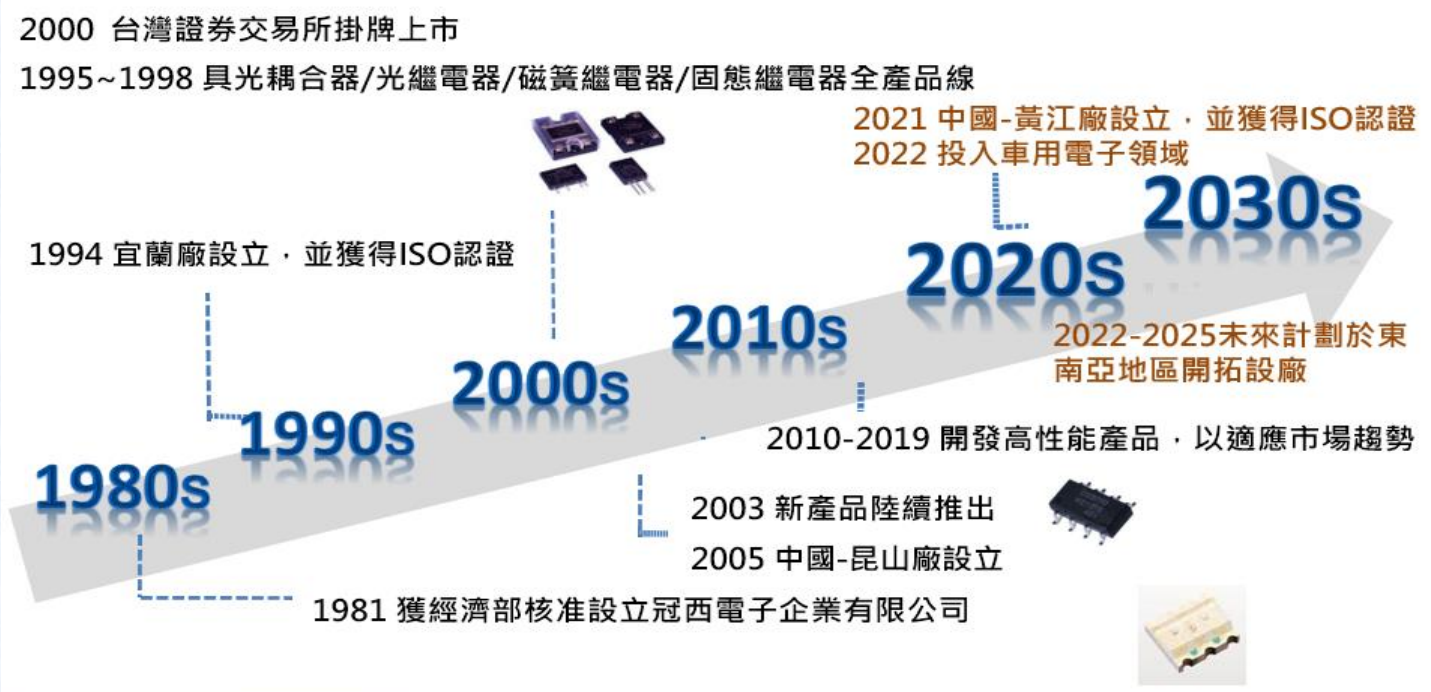 2000 台灣證券交易所掛牌上市
1995~1998 具光耦合器/光繼電器/磁簧繼電器/固態繼電器全產品線
2021 中國-黃江廠設立，並獲得ISO認證
2022 投入車用電子領域
2030s
1994 宜蘭廠設立，並獲得ISO認證
2020s
2010s
2022-2025未來計劃於東
南亞地區開拓設廠
2000s
1990s
2010-2019 開發高性能產品，以適應市場趨勢
1980s
2003 新產品陸續推出
2005 中國-昆山廠設立
1981 獲經濟部核准設立冠西電子企業有限公司